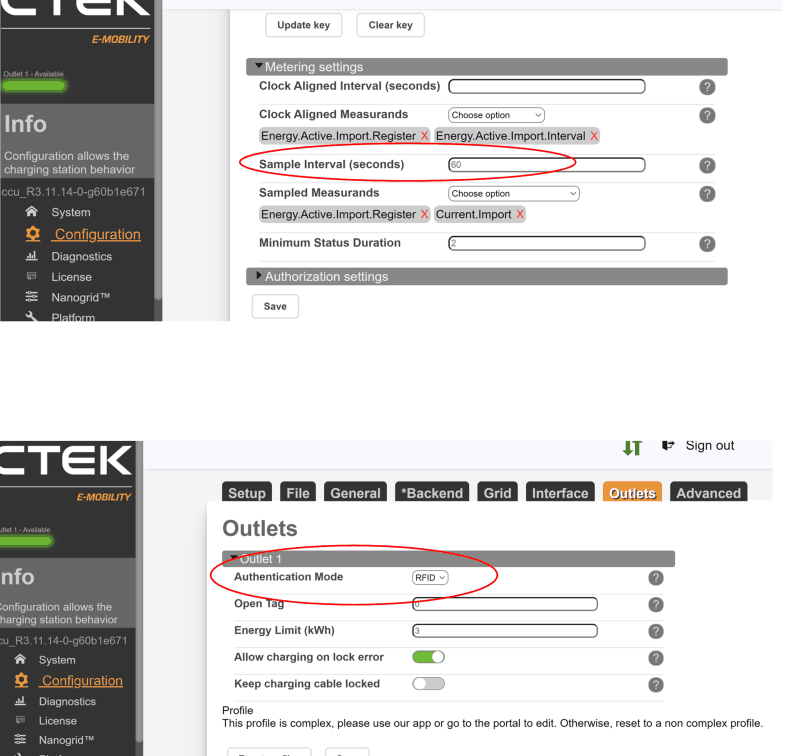 CTEK
E-MOBILITY
Outlet 1 - Available
Info
Configuration allows the
charging station behavior
ccu_R3.11.14-0-g60b1e671
System
Configuration
Diagnostics
License
Nanogrid™
Platform
Update key Clear key
Metering settings
Clock Aligned Interval (seconds) ?
Clock Aligned Measurands Choose option ?
Energy.Active.Import.Register X Energy.Active.Import.Interval X
Sample Interval (seconds) 60 ?
Sampled Measurands Choose option ?
Energy.Active.Import.Register X Current.Import X
Minimum Status Duration 2 ?
Authorization settings
Save
CTEK
E-MOBILITY
utlet 1 - Available
nfo
Configuration allows the
harging station behavior
cu_R3.11.14-0-g60b1e671
System
Configuration
Diagnostics
License
Nanogrid™
Sign out
Setup File General *Backend Grid Interface Outlets Advanced
Outlets
Outlet 1
Authentication Mode RFID ?
Open Tag 0 ?
Energy Limit (kWh) 3 ?
Allow charging on lock error ?
Keep charging cable locked ?
Profile
This profile is complex, please use our app or go to the portal to edit. Otherwise, reset to a non complex profile.